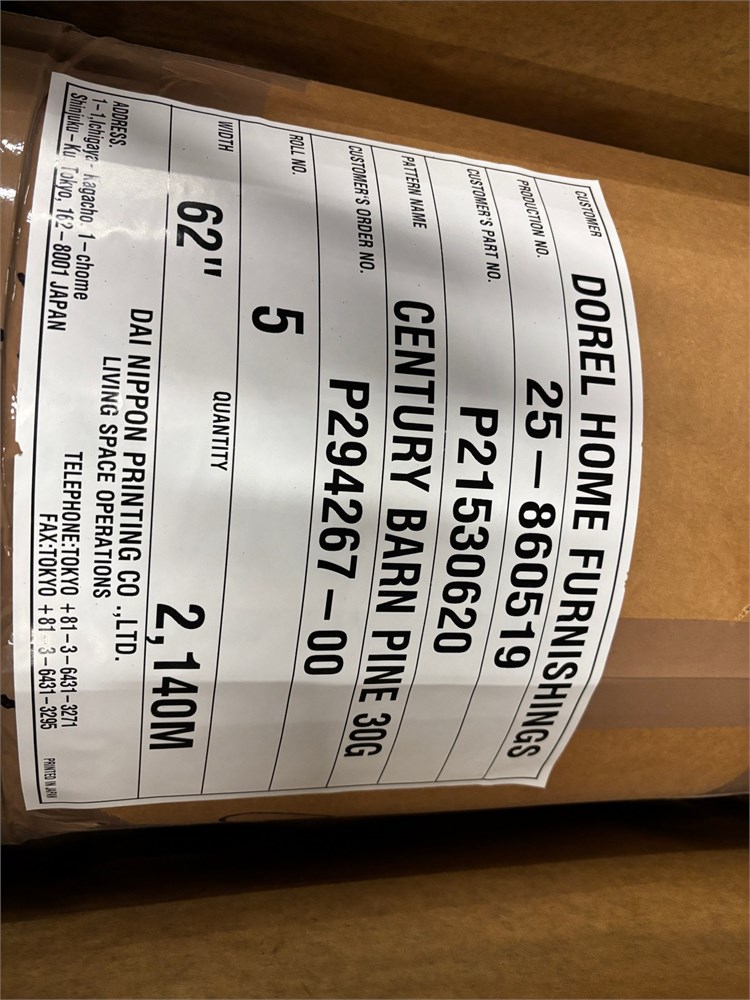 CUSTOMER DOREL HOME FURNISHINGS
PRODUCTION NO. 25-860519
CUSTOMER'S PART NO. P21530620
PATTERN NAME CENTURY BARN PINE 30G
CUSTOMER'S ORDER NO. P294267-00
ROLL NO. 5
WIDTH 62" QUANTITY 2,140M
DAI NIPPON PRINTING CO .,LTD.
LIVING SPACE OPERATIONS
ADDRESS.
1-1,Ichigaya- Kagacho 1-chome
Shinjuku-Ku, Tokyo, 162-8001 JAPAN
TELEPHONE:TOKYO +81-3-6431-3271
FAX:TOKYO +81-3-6431-3295
PRINTED IN JAPAN